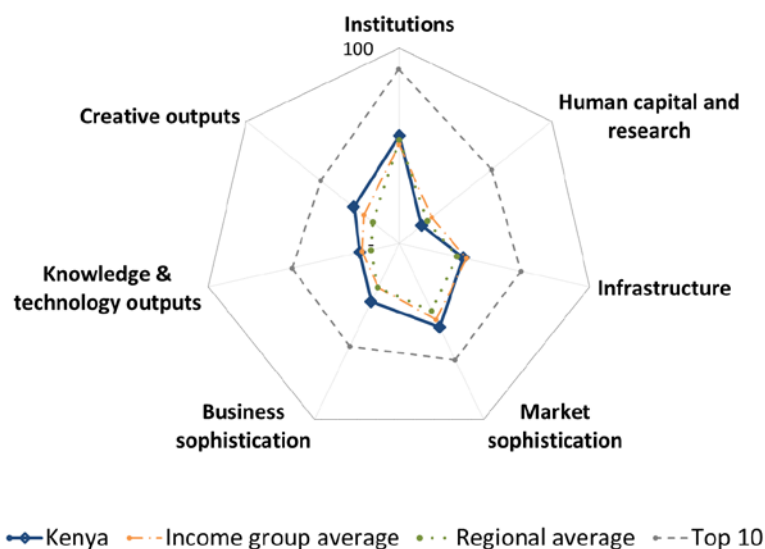 Institutions
100
Human capital and
research
Creative outputs
Infrastructure
Knowledge &
technology outputs
Market
sophistication
Business
sophistication
Kenya
Income group average
Regional average
Top 10